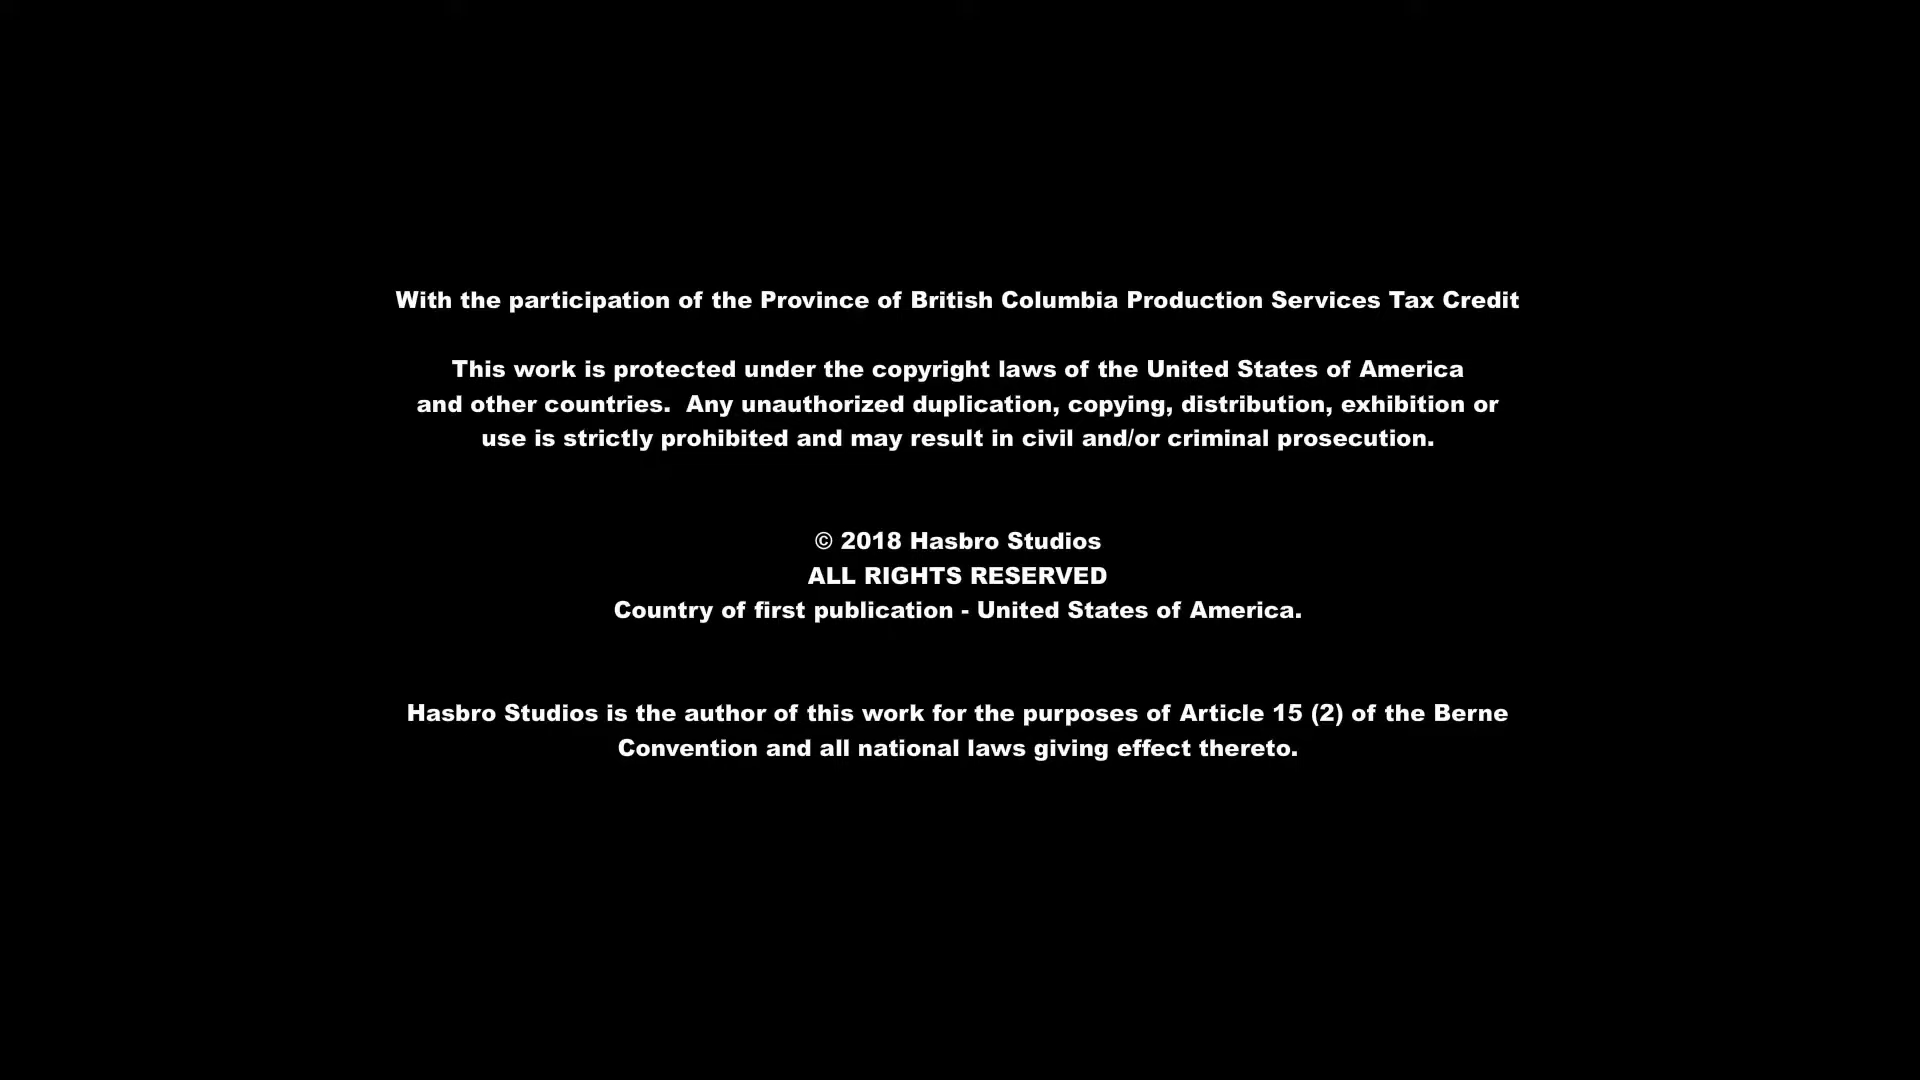 With the participation of the Province of British Columbia Production Services Tax Credit
This work is protected under the copyright laws of the United States of America
and other countries.  Any unauthorized duplication, copying, distribution, exhibition or
use is strictly prohibited and may result in civil and/or criminal prosecution.
© 2018 Hasbro Studios
ALL RIGHTS RESERVED
Country of first publication - United States of America.
Hasbro Studios is the author of this work for the purposes of Article 15 (2) of the Berne
Convention and all national laws giving effect thereto.